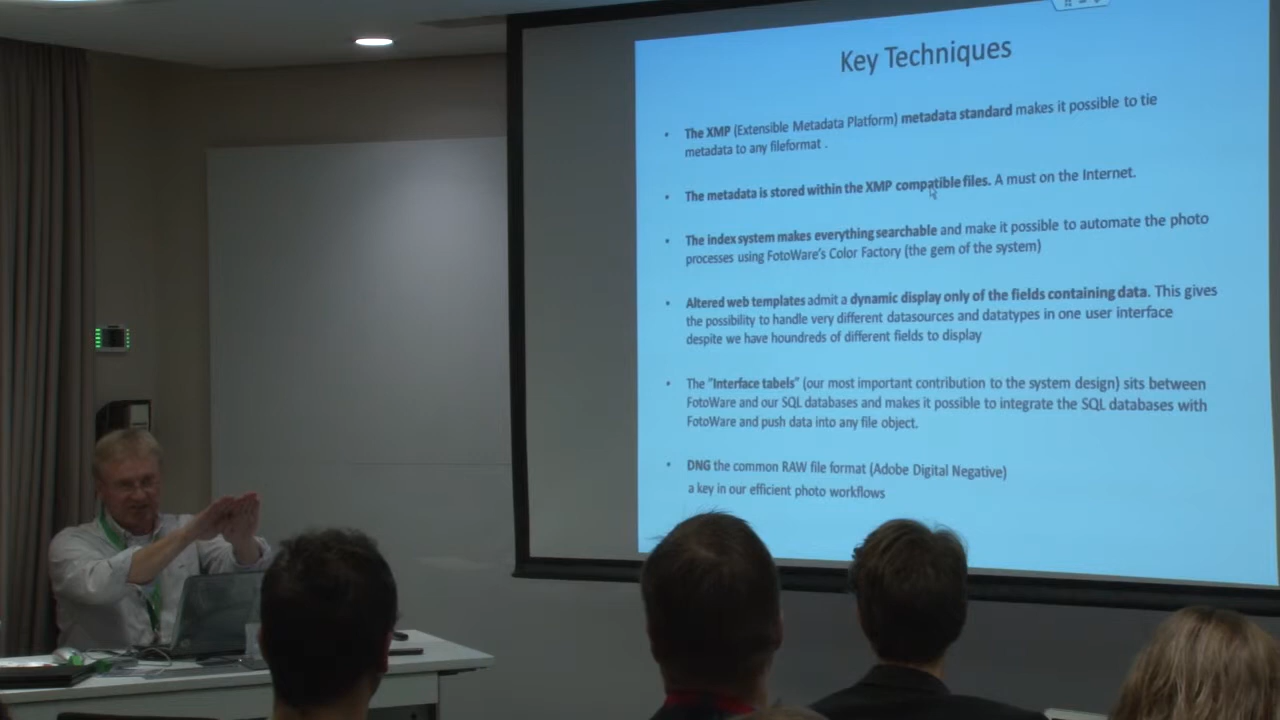 Key Techniques
• The XMP (Extensible Metadata Platform) metadata standard makes it possible to tie
metadata to any fileformat .
• The metadata is stored within the XMP compatible files. A must on the Internet.
• The index system makes everything searchable and make it possible to automate the photo
processes using FotoWare's Color Factory (the gem of the system)
• Altered web templates admit a dynamic display only of the fields containing data. This gives
the possibility to handle very different datasources and datatypes in one user interface
despite we have houndreds of different fields to display
• The "Interface tabels" (our most important contribution to the system design) sits between
FotoWare and our SQL databases and makes it possible to integrate the SQL databases with
FotoWare and push data into any file object.
• DNG the common RAW file format (Adobe Digital Negative)
a key in our efficient photo workflows